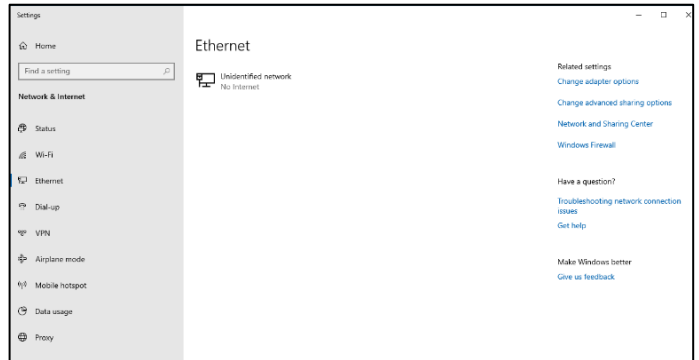 Settings
Home
Find a setting
Network & Internet
Status
Wi-Fi
Ethernet
Dial-up
VPN
Airplane mode
Mobile hotspot
Data usage
Proxy
Ethernet
Unidentified network
No Internet
Related settings
Change adapter options
Change advanced sharing options
Network and Sharing Center
Windows Firewall
Have a question?
Troubleshooting network connection
issues
Get help
Make Windows better
Give us feedback